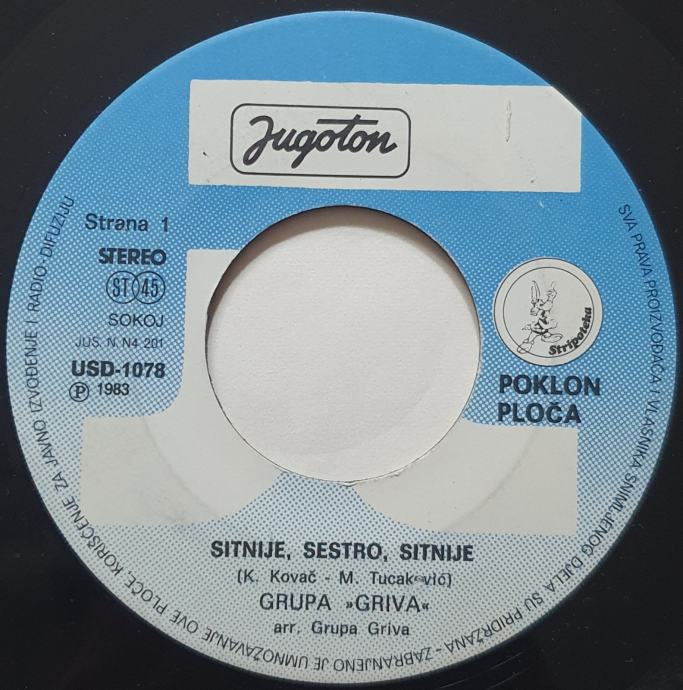 Jugoton
Strana 1
STEREO
ST 45
SOKOJ
JUS. N. N4 201
USD-1078
Ⓟ 1983
Stripoteka
POKLON
PLOČA
SITNIJE, SESTRO, SITNIJE
(K. Kovač - M. Tucaković)
GRUPA »GRIVA«
arr. Grupa Griva
SVA PRAVA PROIZVOĐAČA I VLASNIKA SNIMLJENOG DJELA SU PRIDRŽANA - ZABRANJENO JE UMNOŽAVANJE OVE PLOČE, KORIŠĆENJE ZA JAVNO IZVOĐENJE I RADIO-DIFUZIJU